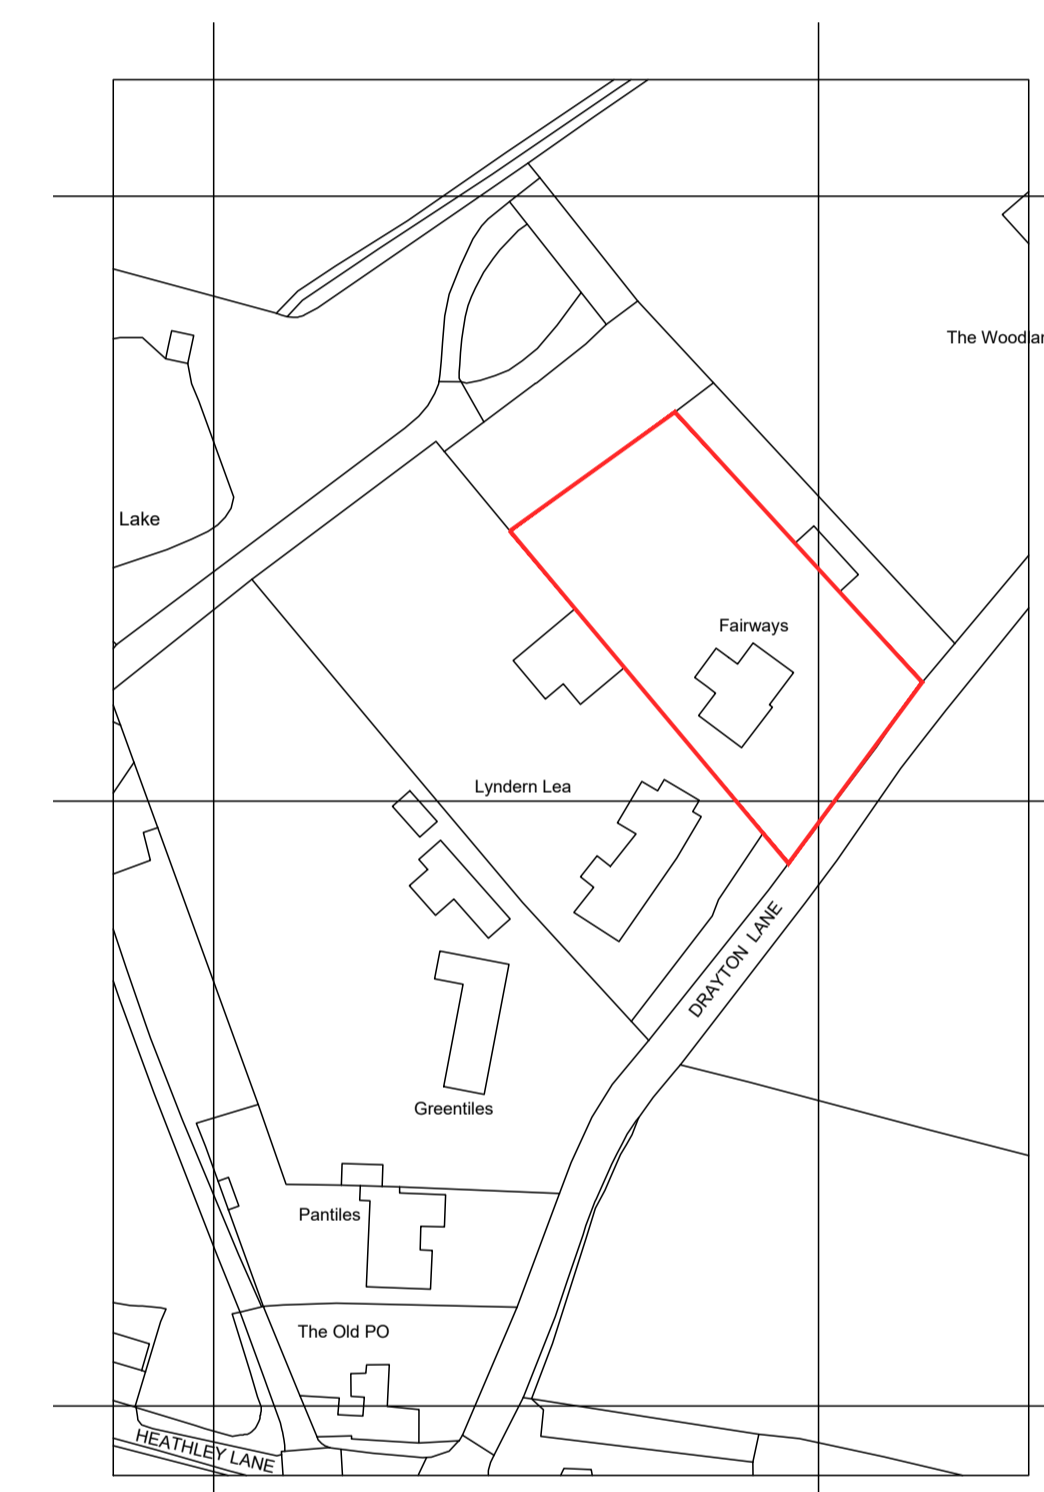 The Woodlar
Lake
Fairways
Lyndern Lea
DRAYTON LANE
Greentiles
Pantiles
The Old PO
HEATHLEY LANE